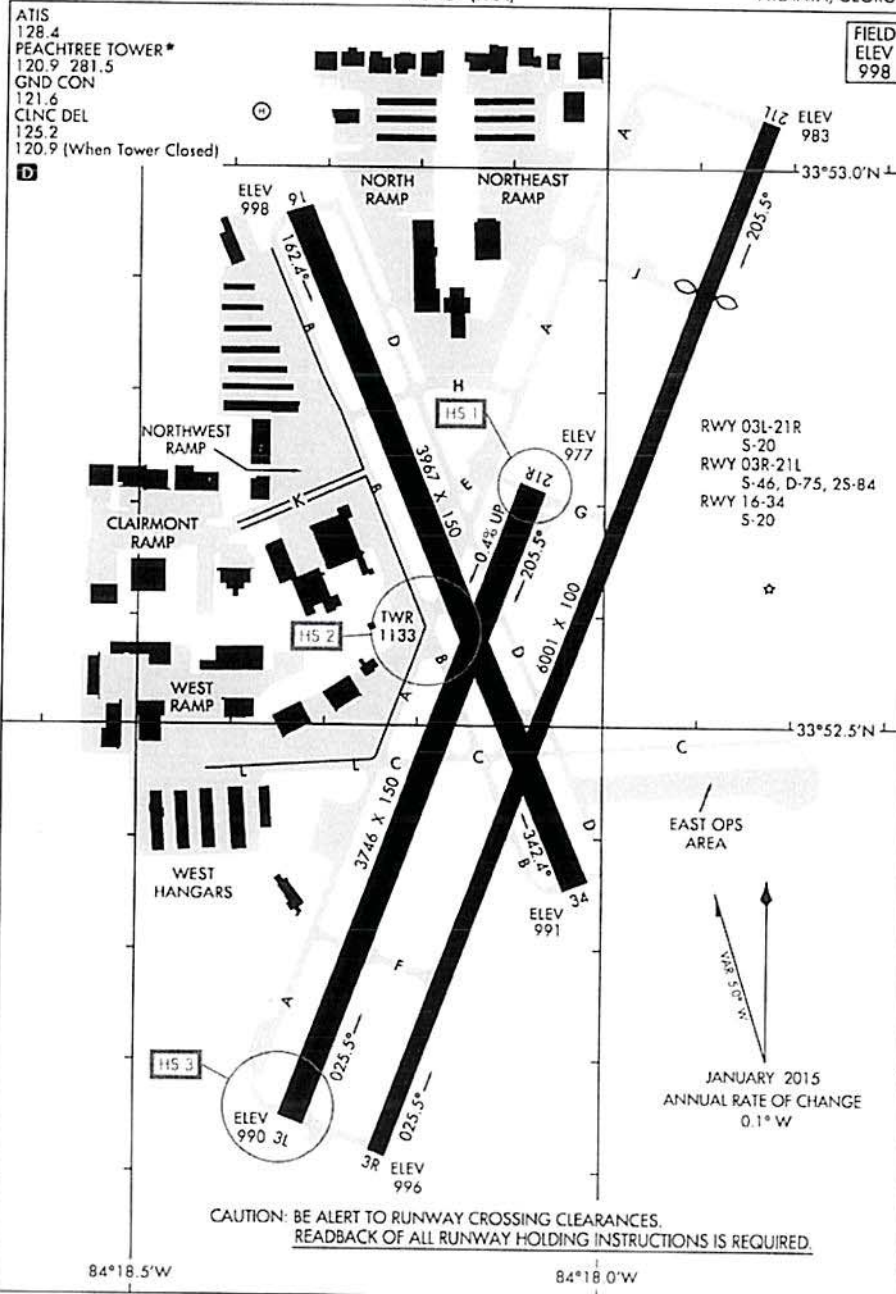 ATIS
128.4
PEACHTREE TOWER*
120.9 281.5
GND CON
121.6
CLNC DEL
125.2
120.9 (When Tower Closed)
D
FIELD
ELEV
998
H
A
21L
ELEV
983
33°53.0'N
205.5°
NORTH
RAMP
NORTHEAST
RAMP
ELEV
998
16
162.4°
B
D
A
J
H
HS 1
ELEV
977
21R
RWY 03L-21R
S-20
RWY 03R-21L
S-46, D-75, 2S-84
RWY 16-34
S-20
NORTHWEST
RAMP
3967 X 150
E
G
0.4% UP
205.5°
K
B
CLAIRMONT
RAMP
6001 X 100
HS 2
TWR
1133
B
D
A
WEST
RAMP
33°52.5'N
L
L
C
C
C
3746 X 150
EAST OPS
AREA
342.4°
B
D
34
ELEV
991
WEST
HANGARS
F
A
VAR 5.0° W
025.5°
HS 3
JANUARY 2015
ANNUAL RATE OF CHANGE
0.1° W
025.5°
ELEV
990
3L
3R
ELEV
996
CAUTION: BE ALERT TO RUNWAY CROSSING CLEARANCES.
READBACK OF ALL RUNWAY HOLDING INSTRUCTIONS IS REQUIRED.
84°18.5'W
84°18.0'W